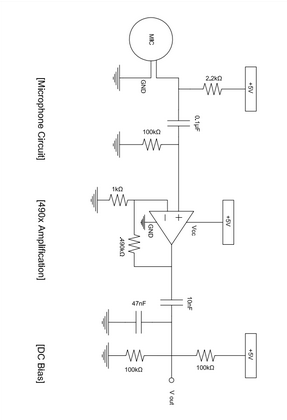 MIC
[Microphone Circuit]
GND
2.2kΩ
+5V
0.1μF
100kΩ
[490x Amplification]
1kΩ
+
−
Vcc
+5V
GND
490kΩ
10nF
47nF
[DC Bias]
100kΩ
100kΩ
+5V
V out